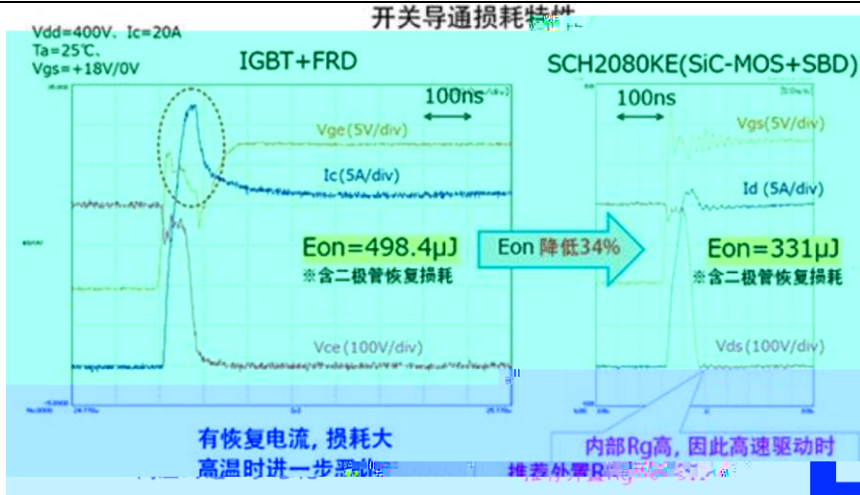 开关导通损耗特性
Vdd=400V、Ic=20A
Ta=25℃、
Vgs=+18V/0V
IGBT+FRD
SCH2080KE(SiC-MOS+SBD)
100ns
100ns
Vge(5V/div)
Vgs(5V/div)
Ic(5A/div)
Id (5A/div)
Eon=498.4μJ
※含二极管恢复损耗
Eon 降低34%
Eon=331μJ
※含二极管恢复损耗
Vce(100V/div)
Vds(100V/div)
有恢复电流, 损耗大
高温时进一步恶化
内部Rg高, 因此高速驱动时
推荐外置